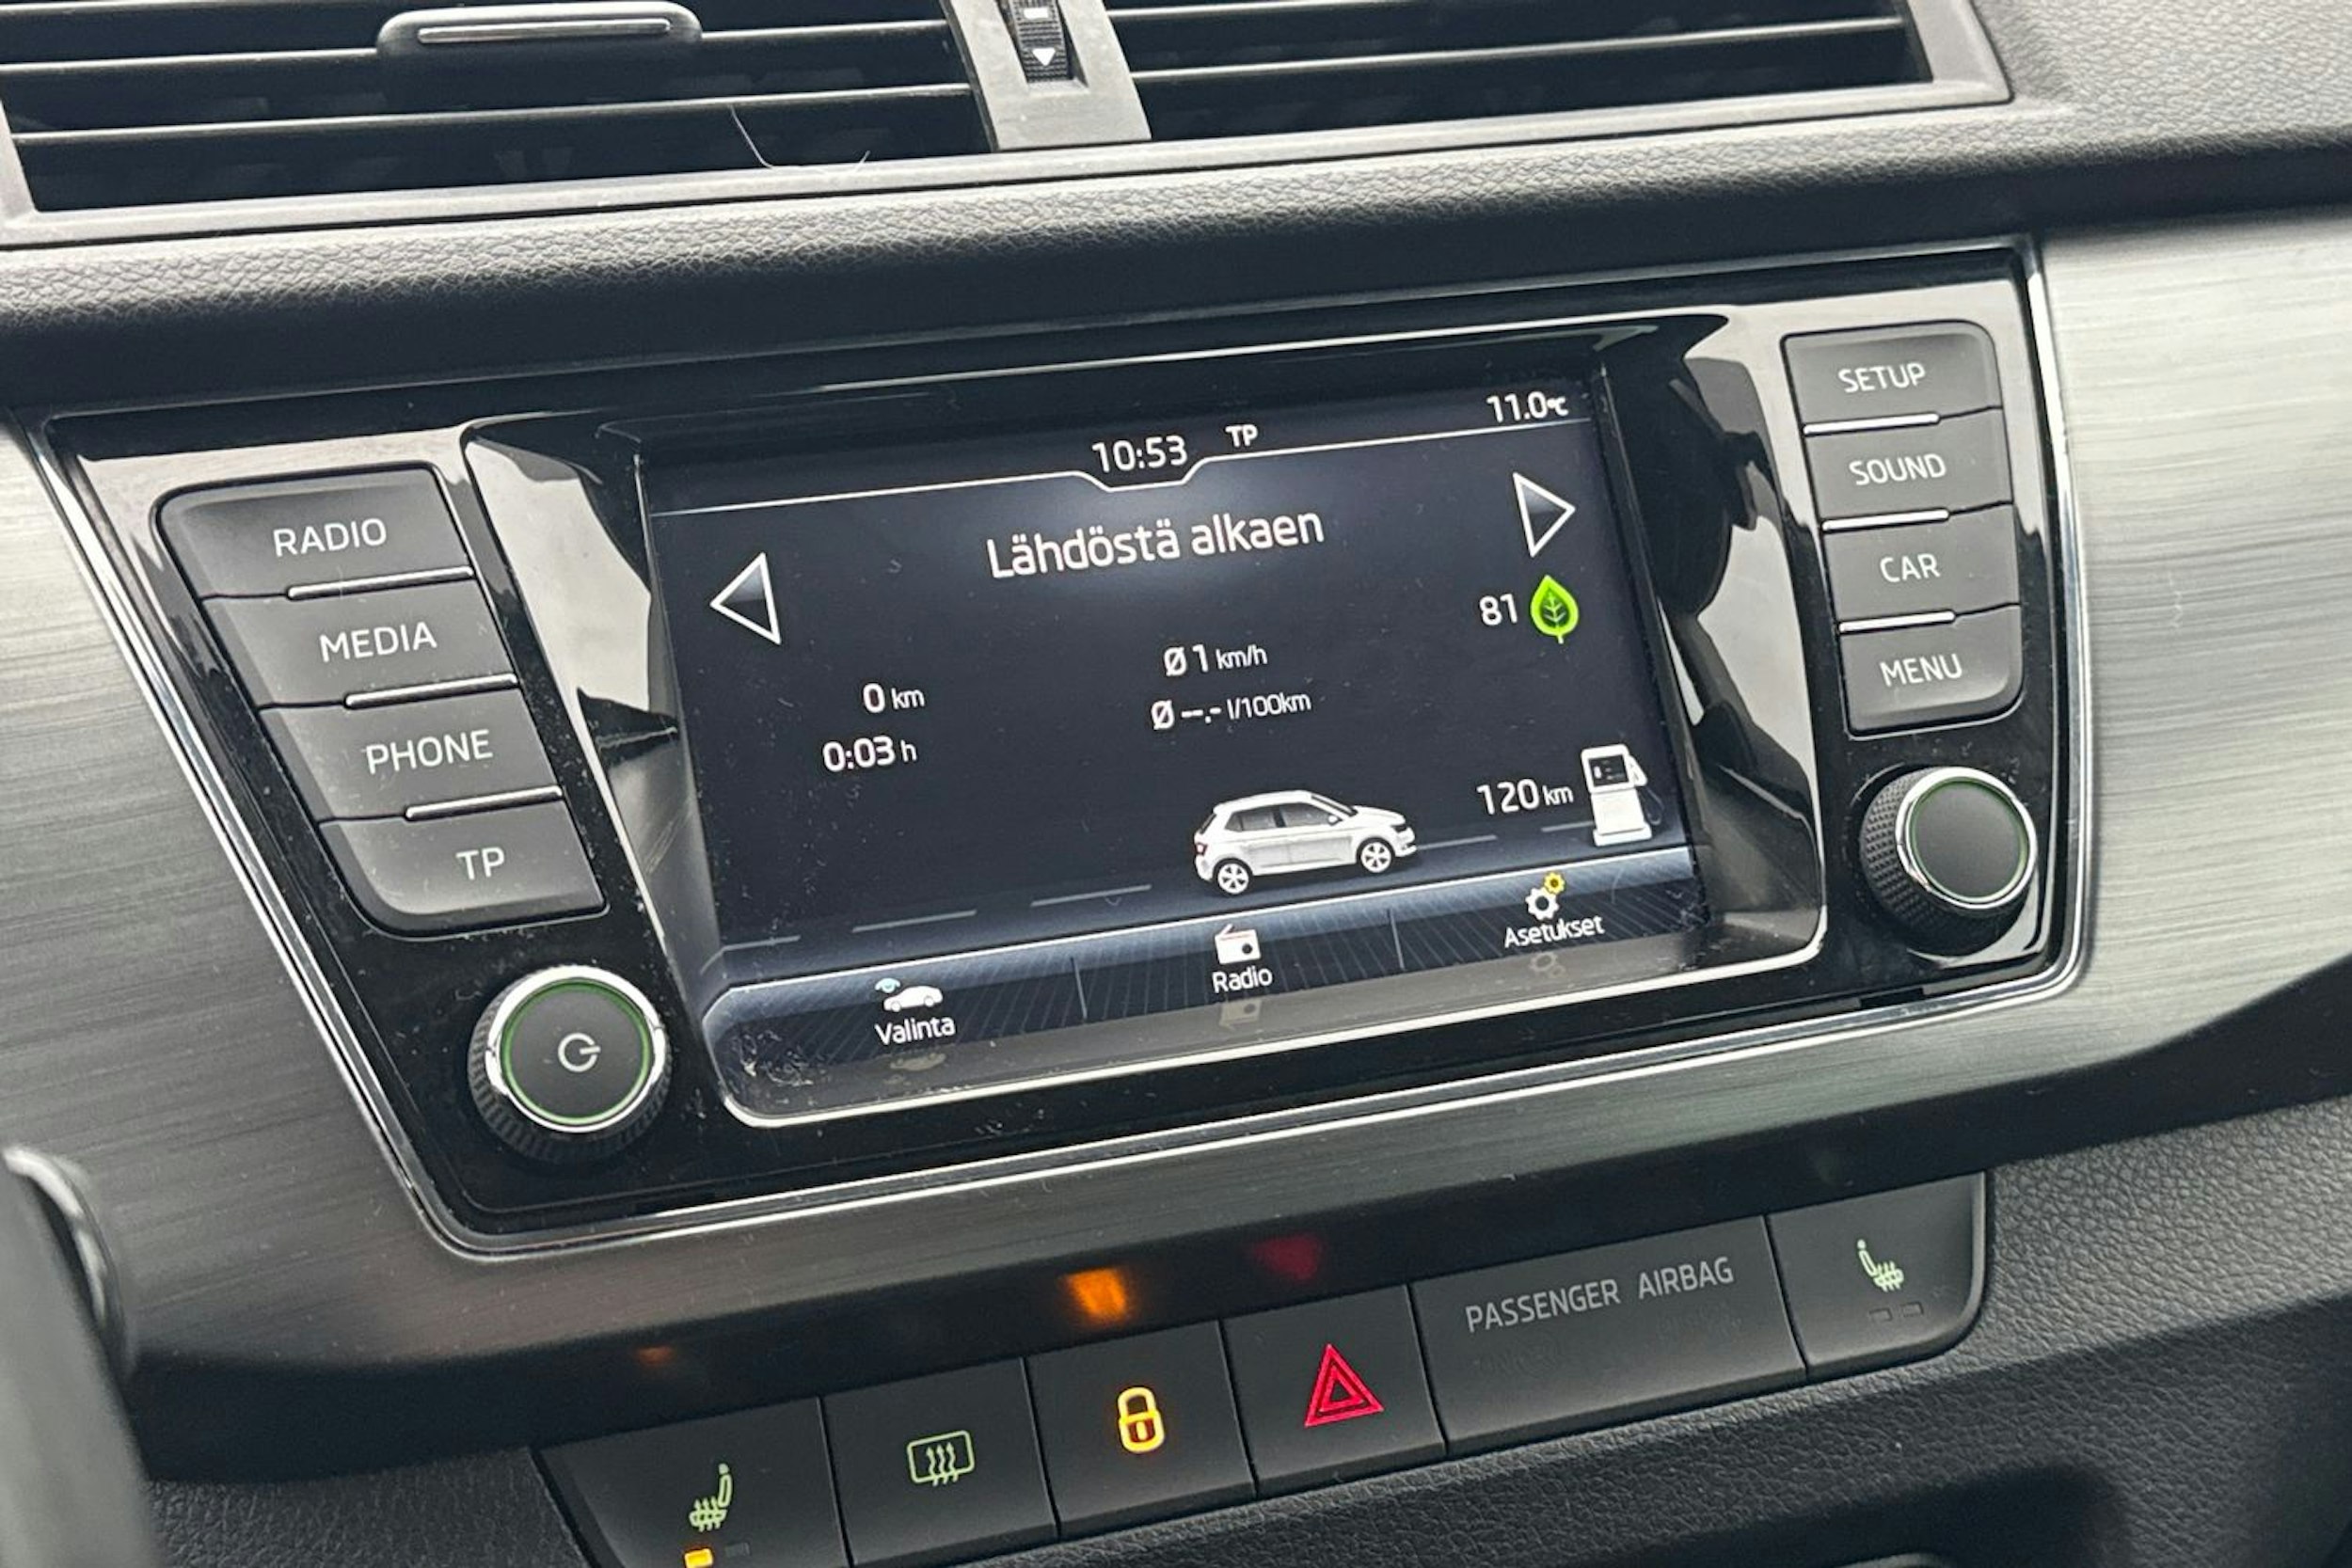 RADIO
MEDIA
PHONE
TP
10:53 TP
11.0°C
Lähdöstä alkaen
81
0 km
0:03 h
Ø 1 km/h
Ø --.- l/100km
120 km
Valinta
Radio
Asetukset
SETUP
SOUND
CAR
MENU
PASSENGER AIRBAG